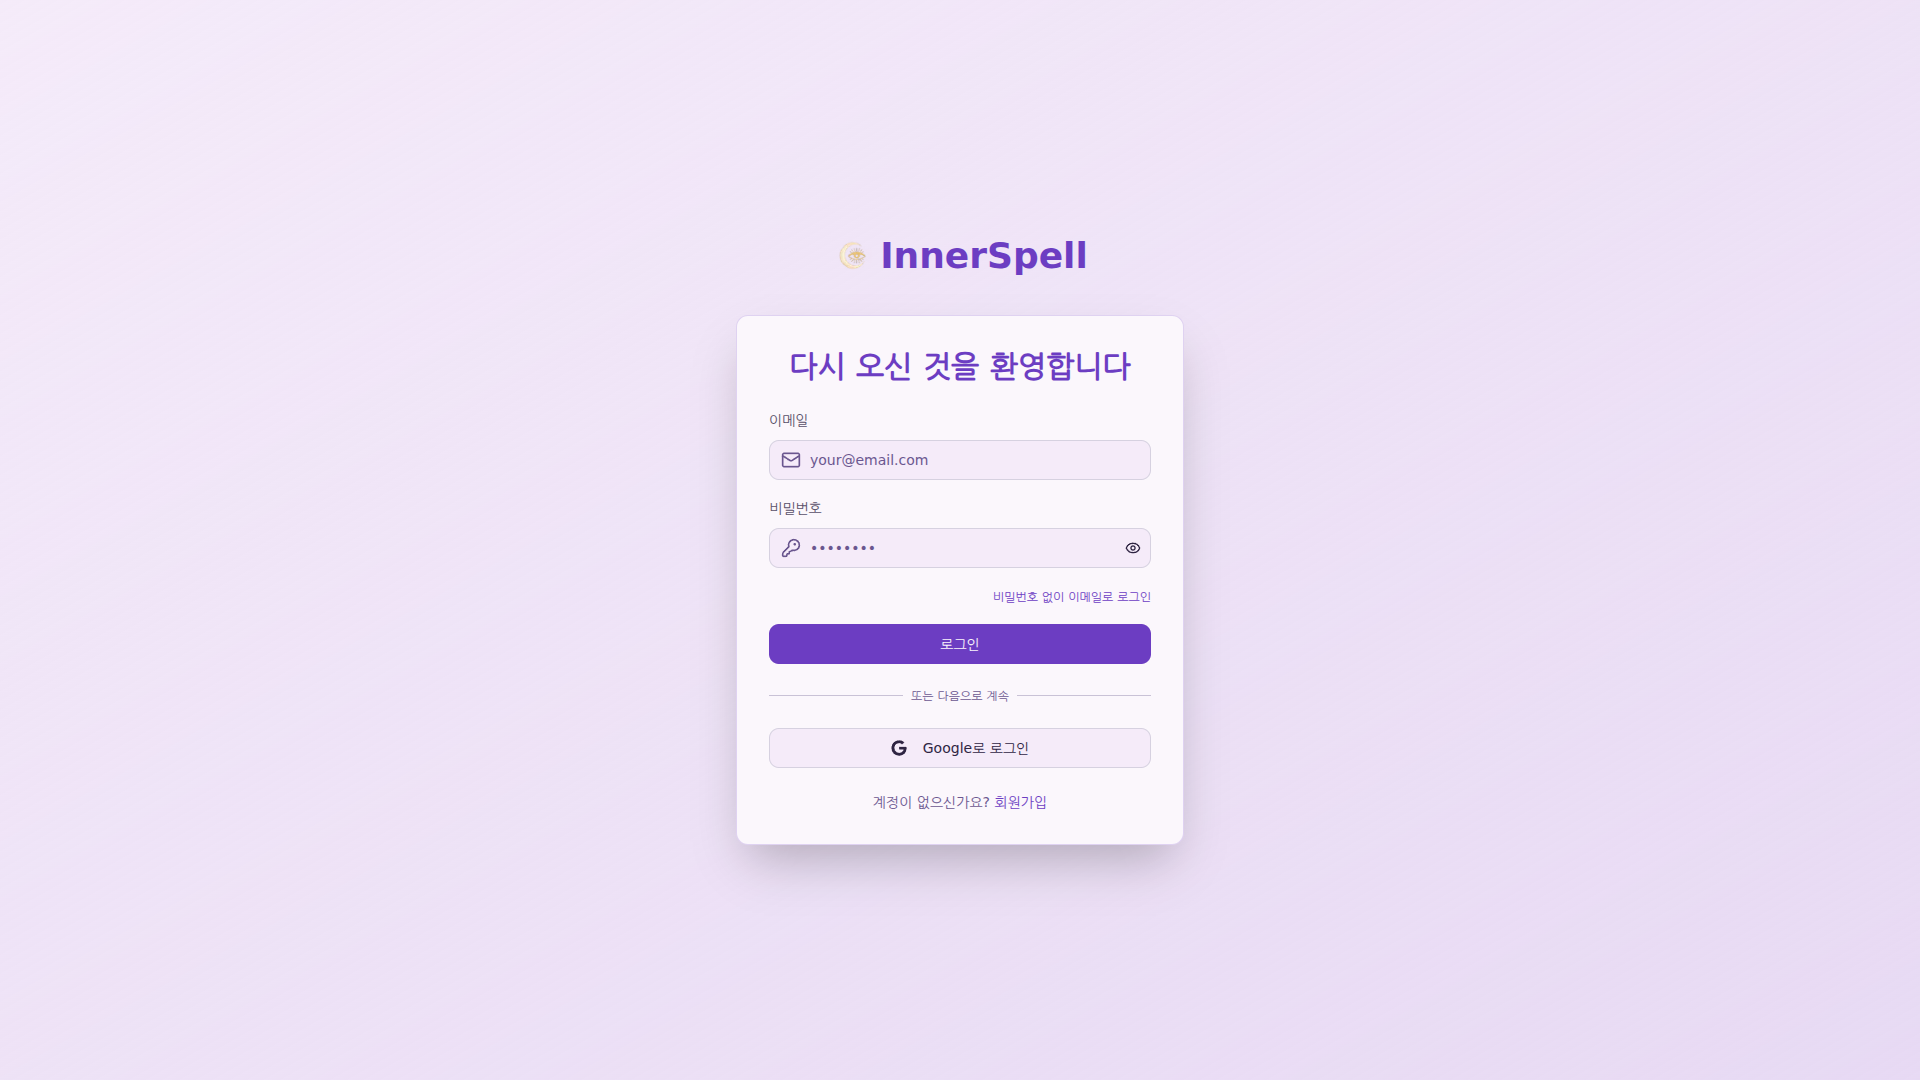 InnerSpell
다시 오신 것을 환영합니다
이메일
your@email.com
비밀번호
••••••••
비밀번호 없이 이메일로 로그인
로그인
또는 다음으로 계속
Google로 로그인
계정이 없으신가요? 회원가입